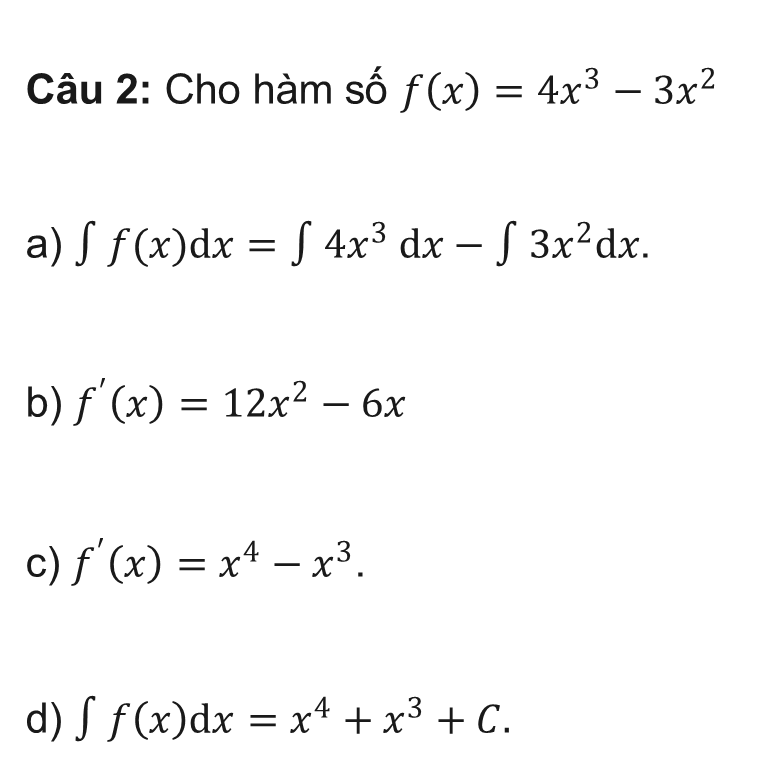 Câu 2: Cho hàm số f(x) = 4x³ − 3x²
a) ∫ f(x)dx = ∫ 4x³ dx − ∫ 3x²dx.
b) f′(x) = 12x² − 6x
c) f′(x) = x⁴ − x³.
d) ∫ f(x)dx = x⁴ + x³ + C.